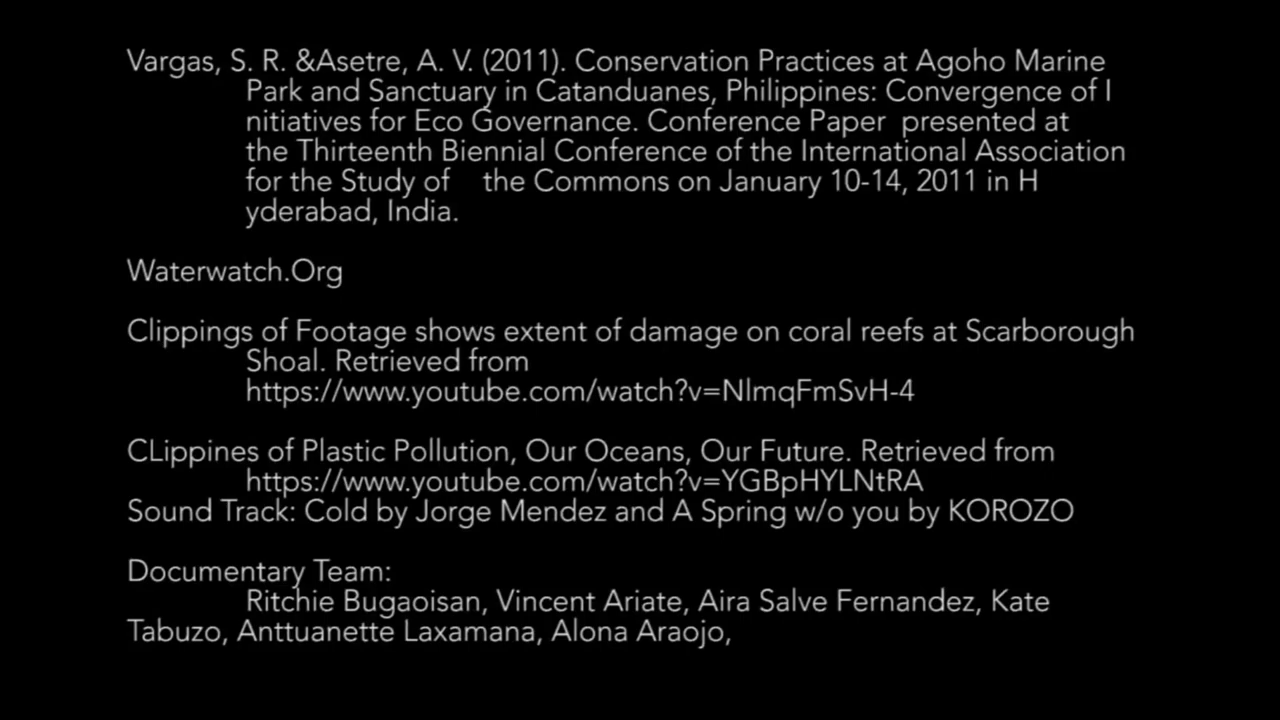 Vargas, S. R. &Asetre, A. V. (2011). Conservation Practices at Agoho Marine
Park and Sanctuary in Catanduanes, Philippines: Convergence of I
nitiatives for Eco Governance. Conference Paper presented at
the Thirteenth Biennial Conference of the International Association
for the Study of the Commons on January 10-14, 2011 in H
yderabad, India.
Waterwatch.Org
Clippings of Footage shows extent of damage on coral reefs at Scarborough
Shoal. Retrieved from
https://www.youtube.com/watch?v=NlmqFmSvH-4
CLippines of Plastic Pollution, Our Oceans, Our Future. Retrieved from
https://www.youtube.com/watch?v=YGBpHYLNtRA
Sound Track: Cold by Jorge Mendez and A Spring w/o you by KOROZO
Documentary Team:
Ritchie Bugaoisan, Vincent Ariate, Aira Salve Fernandez, Kate
Tabuzo, Anttuanette Laxamana, Alona Araojo,